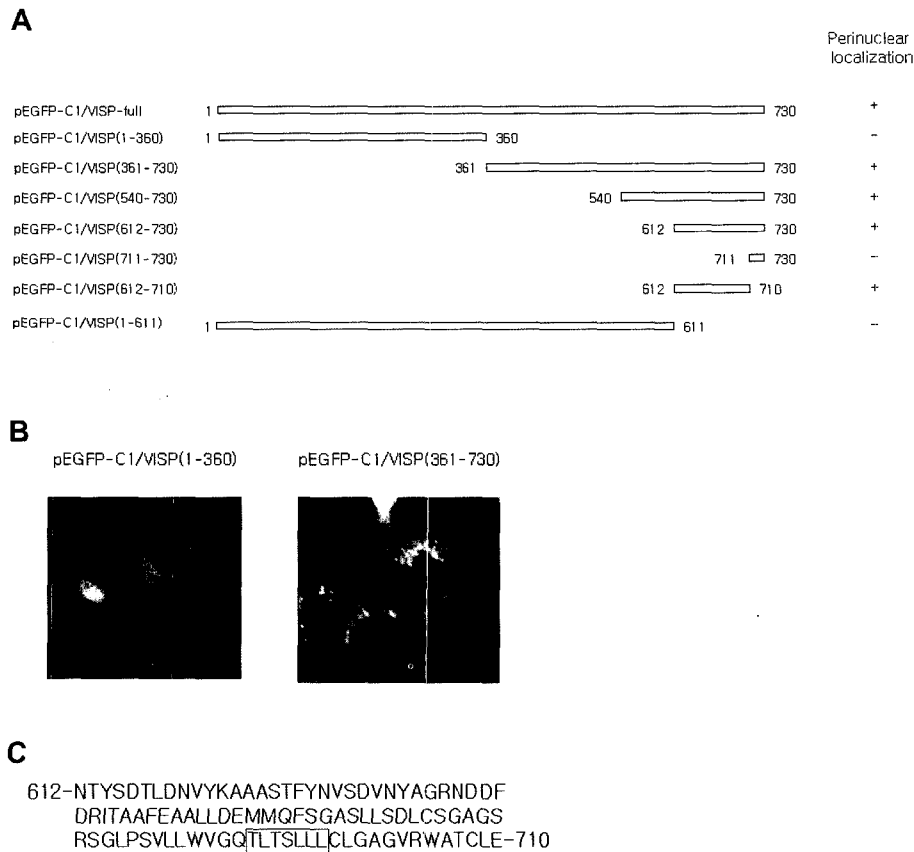 A
Perinuclear
localization
pEGFP-C1/VISP-full 1 730 +
pEGFP-C1/VISP(1-360) 1 360 -
pEGFP-C1/VISP(361-730) 361 730 +
pEGFP-C1/VISP(540-730) 540 730 +
pEGFP-C1/VISP(612-730) 612 730 +
pEGFP-C1/VISP(711-730) 711 730 -
pEGFP-C1/VISP(612-710) 612 710 +
pEGFP-C1/VISP(1-611) 1 611 -
B
pEGFP-C1/VISP(1-360) pEGFP-C1/VISP(361-730)
C
612-NTYSDTLDNVYKAAASTFYNVSDVNYAGRNDDF
DRITAAFEAALLDEMMQFSGASLLSDLCSGAGS
RSGLPSVLLWVGQTLTSLLLCLGAGVRWATCLE-710